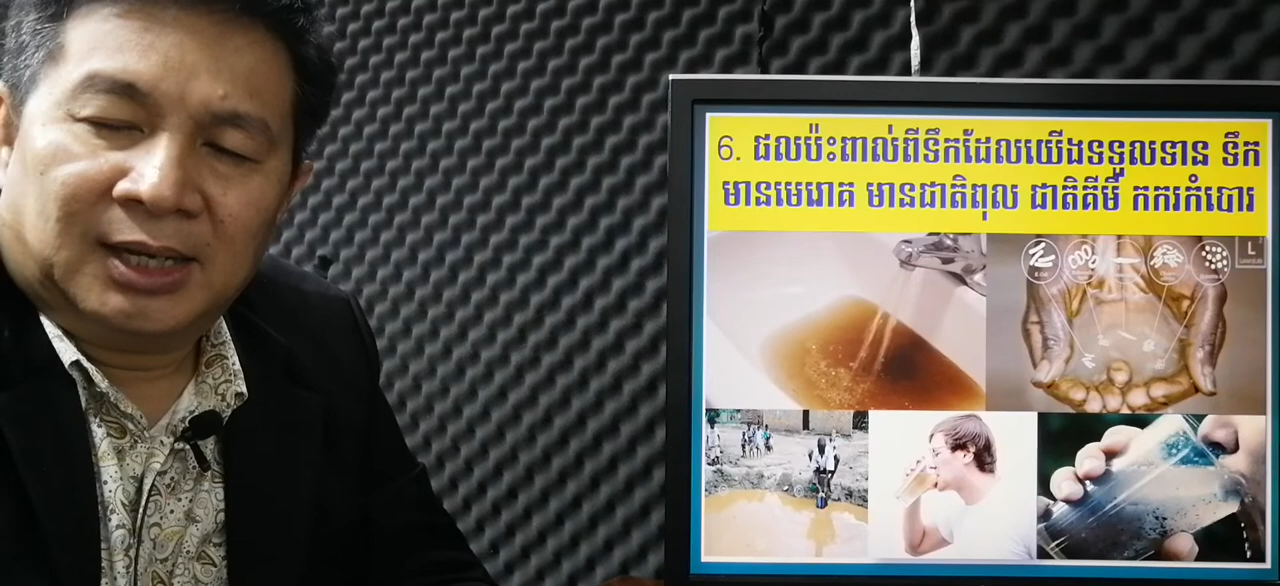 6. ផលប៉ះពាល់ពីទឹកដែលយើងទទួលទាន ទឹក
មានមេរោគ មានជាតិពុល ជាតិគីមី កករកំបោរ
L